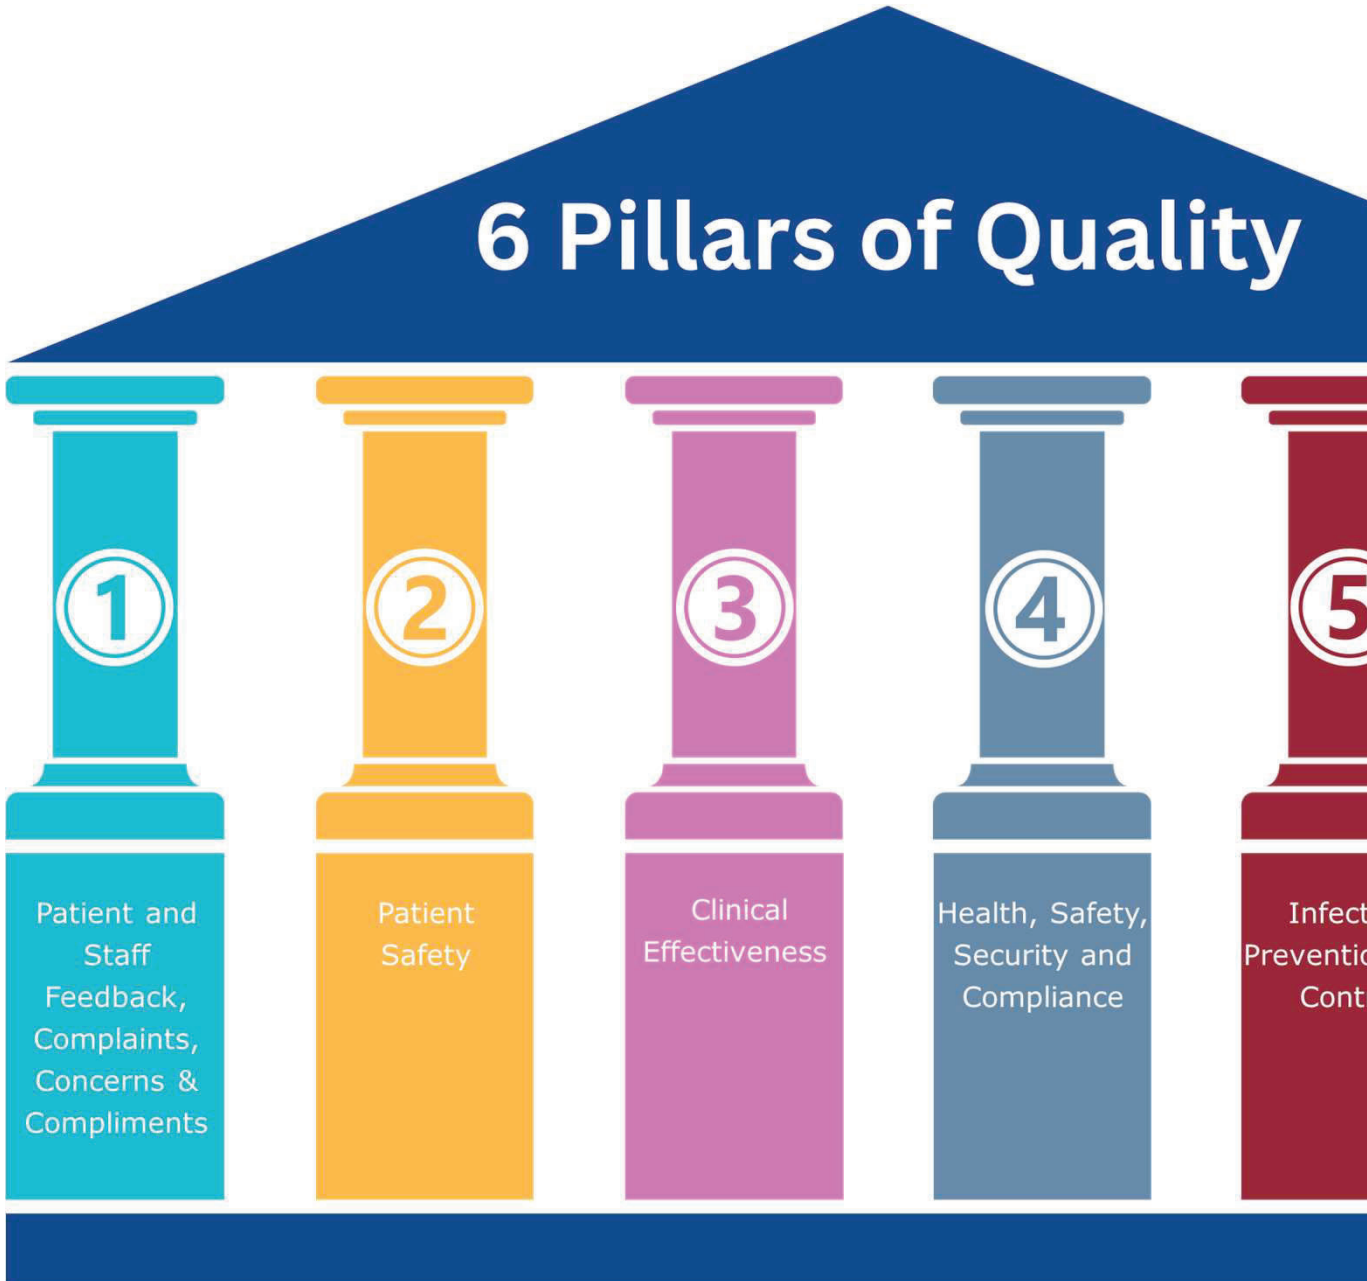 6 Pillars of Quality
1
2
3
4
5
Patient and
Staff
Feedback,
Complaints,
Concerns &
Compliments
Patient
Safety
Clinical
Effectiveness
Health, Safety,
Security and
Compliance